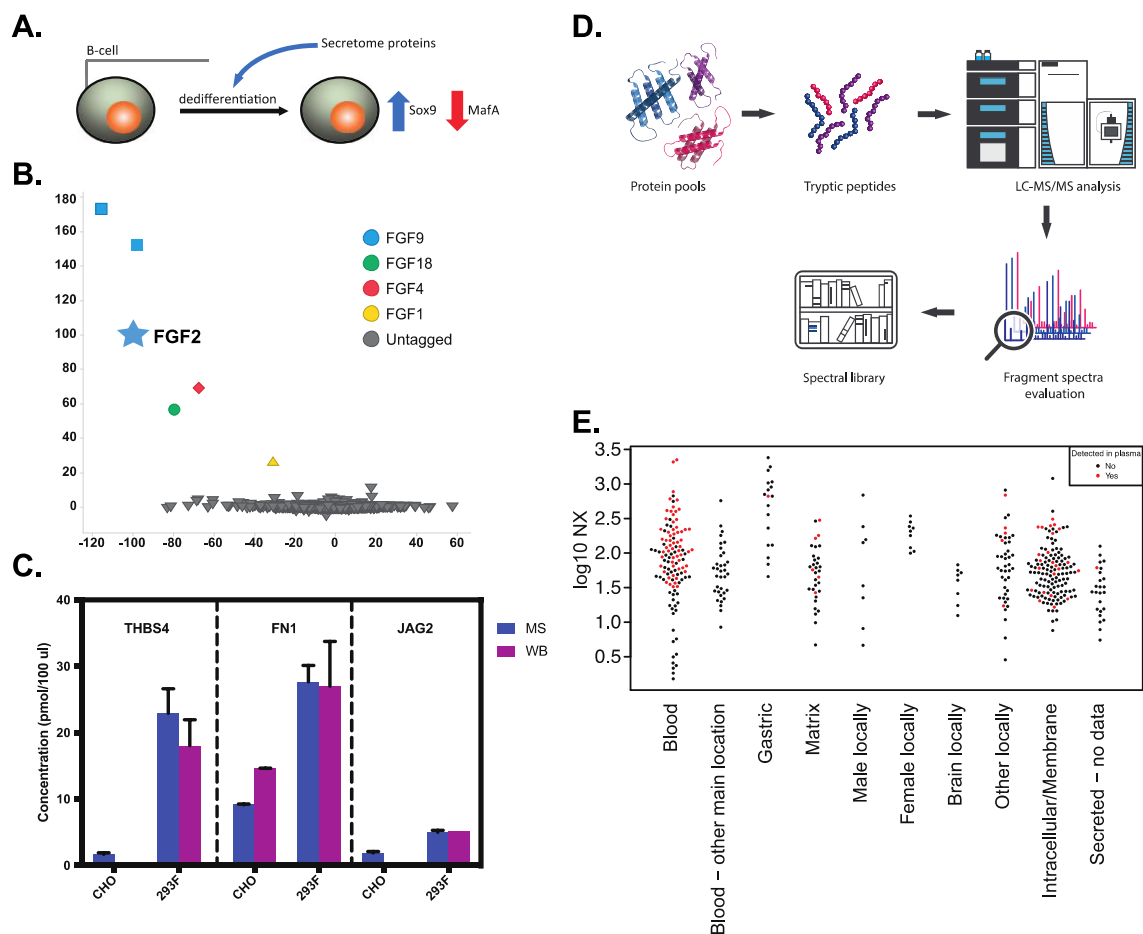 A.
B-cell
Secretome proteins
dedifferentiation
Sox9
MafA
B.
180
160
140
120
100
80
60
40
20
0
-120
-100
-80
-60
-40
-20
0
20
40
60
FGF2
FGF9
FGF18
FGF4
FGF1
Untagged
C.
Concentration (pmol/100 ul)
40
30
20
10
0
THBS4
FN1
JAG2
MS
WB
CHO
293F
CHO
293F
CHO
293F
D.
Protein pools
Tryptic peptides
LC-MS/MS analysis
Spectral library
Fragment spectra
evaluation
E.
log10 NX
3.5
3.0
2.5
2.0
1.5
1.0
0.5
Detected in plasma
No
Yes
Blood
Blood – other main location
Gastric
Matrix
Male locally
Female locally
Brain locally
Other locally
Intracellular/Membrane
Secreted – no data